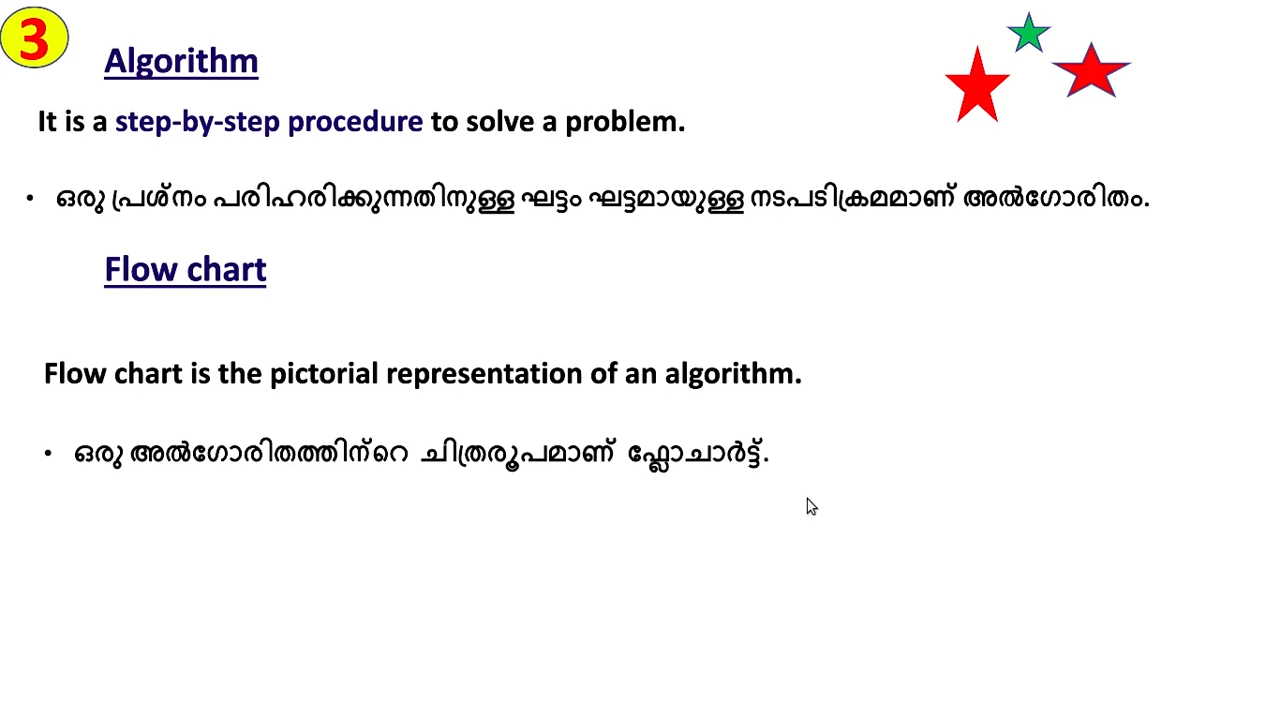 3
Algorithm
It is a step-by-step procedure to solve a problem.
• ഒരു പ്രശ്നം പരിഹരിക്കുന്നതിനുള്ള ഘട്ടം ഘട്ടമായുള്ള നടപടിക്രമമാണ് അൽഗോരിതം.
Flow chart
Flow chart is the pictorial representation of an algorithm.
• ഒരു അൽഗോരിതത്തിന്റെ ചിത്രരൂപമാണ് ഫ്ലോചാർട്ട്.